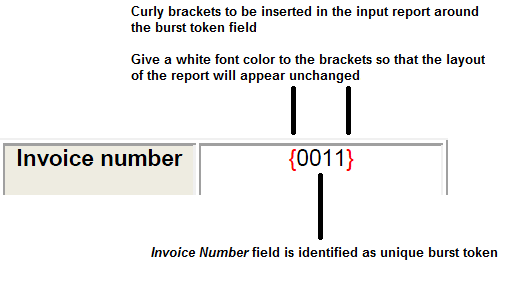 Curly brackets to be inserted in the input report around
the burst token field
Give a white font color to the brackets so that the layout
of the report will appear unchanged
Invoice number {0011}
Invoice Number field is identified as unique burst token